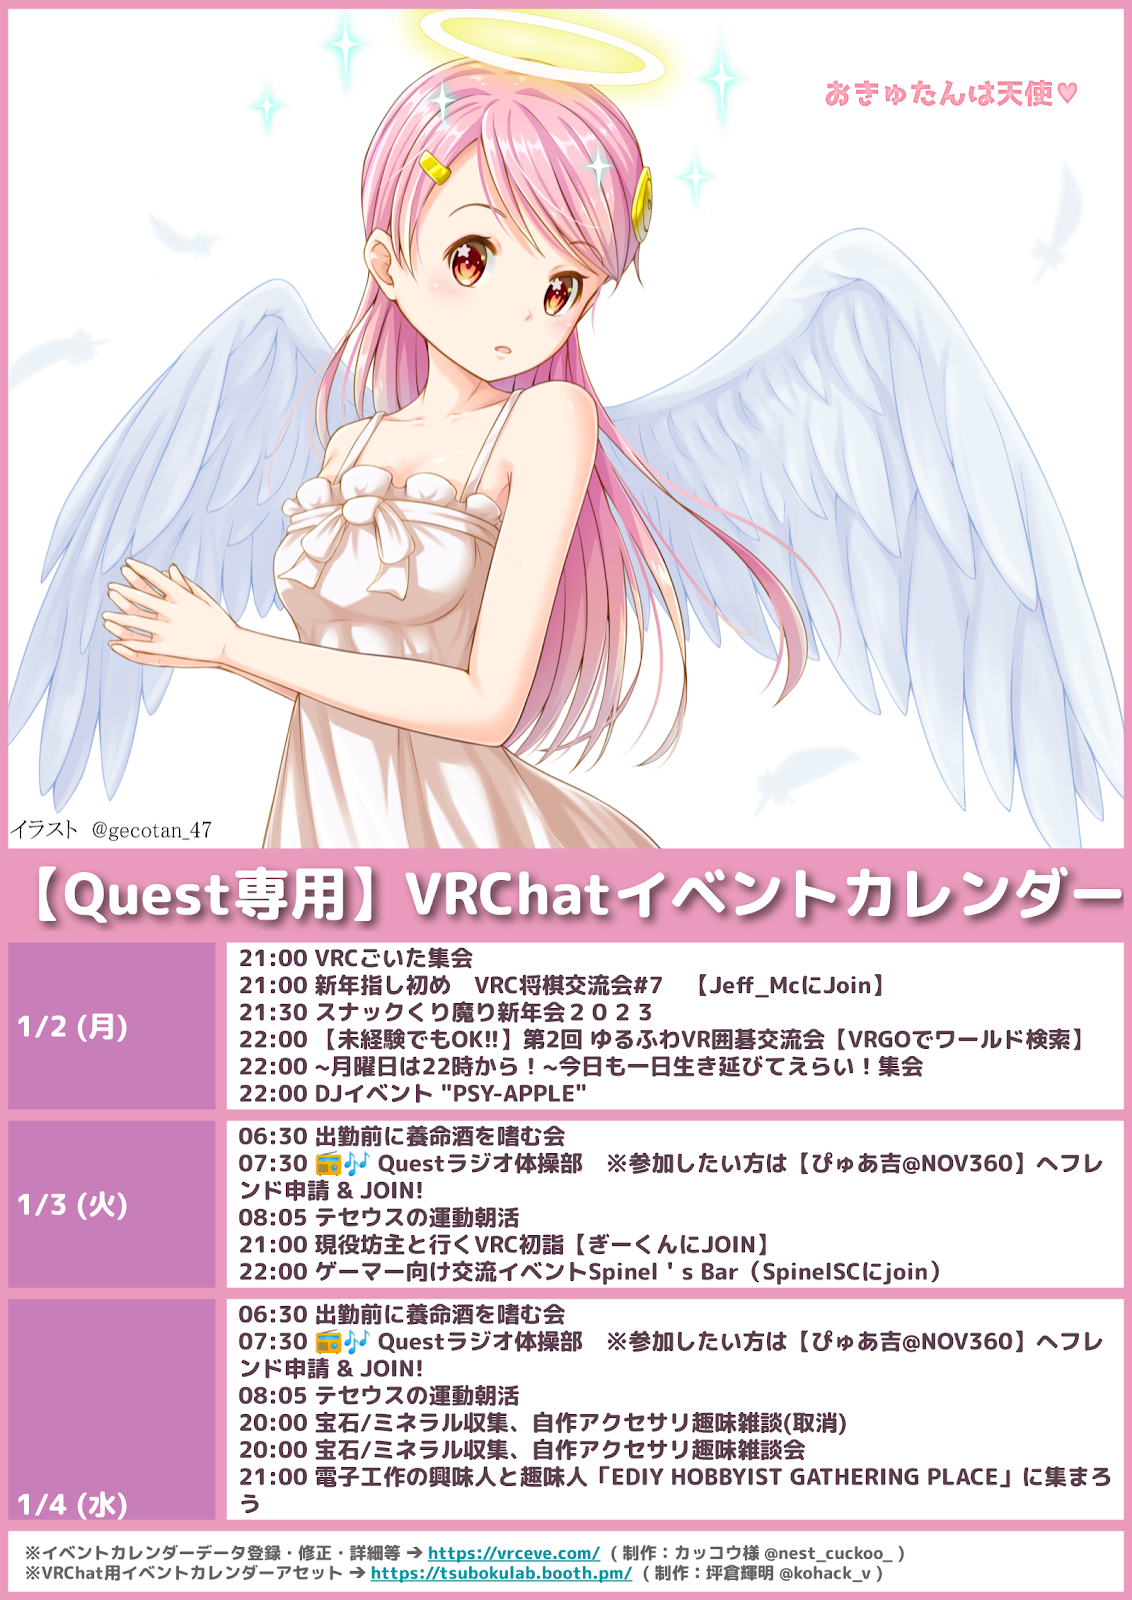 おきゅたんは天使♥
イラスト @gecotan_47
【Quest専用】VRChatイベントカレンダー
1/2 (月)
21:00 VRCごいた集会
21:00 新年指し初め　VRC将棋交流会#7　【Jeff_McにJoin】
21:30 スナックくり魔り新年会２０２３
22:00 【未経験でもOK!!】第2回 ゆるふわVR囲碁交流会【VRGOでワールド検索】
22:00 ~月曜日は22時から！~今日も一日生き延びてえらい！集会
22:00 DJイベント "PSY-APPLE"
1/3 (火)
06:30 出勤前に養命酒を嗜む会
07:30 📻🎶 Questラジオ体操部　※参加したい方は【ぴゅあ吉@NOV360】へフレ
ンド申請 & JOIN!
08:05 テセウスの運動朝活
21:00 現役坊主と行くVRC初詣【ぎーくんにJOIN】
22:00 ゲーマー向け交流イベントSpinel＇s Bar（SpinelSCにjoin）
1/4 (水)
06:30 出勤前に養命酒を嗜む会
07:30 📻🎶 Questラジオ体操部　※参加したい方は【ぴゅあ吉@NOV360】へフレ
ンド申請 & JOIN!
08:05 テセウスの運動朝活
20:00 宝石/ミネラル収集、自作アクセサリ趣味雑談(取消)
20:00 宝石/ミネラル収集、自作アクセサリ趣味雑談会
21:00 電子工作の興味人と趣味人「EDIY HOBBYIST GATHERING PLACE」に集まろ
う
※イベントカレンダーデータ登録・修正・詳細等 ➔ https://vrceve.com/ （制作：カッコウ様 @nest_cuckoo_ ）
※VRChat用イベントカレンダーアセット ➔ https://tsubokulab.booth.pm/ （制作：坪倉輝明 @kohack_v ）